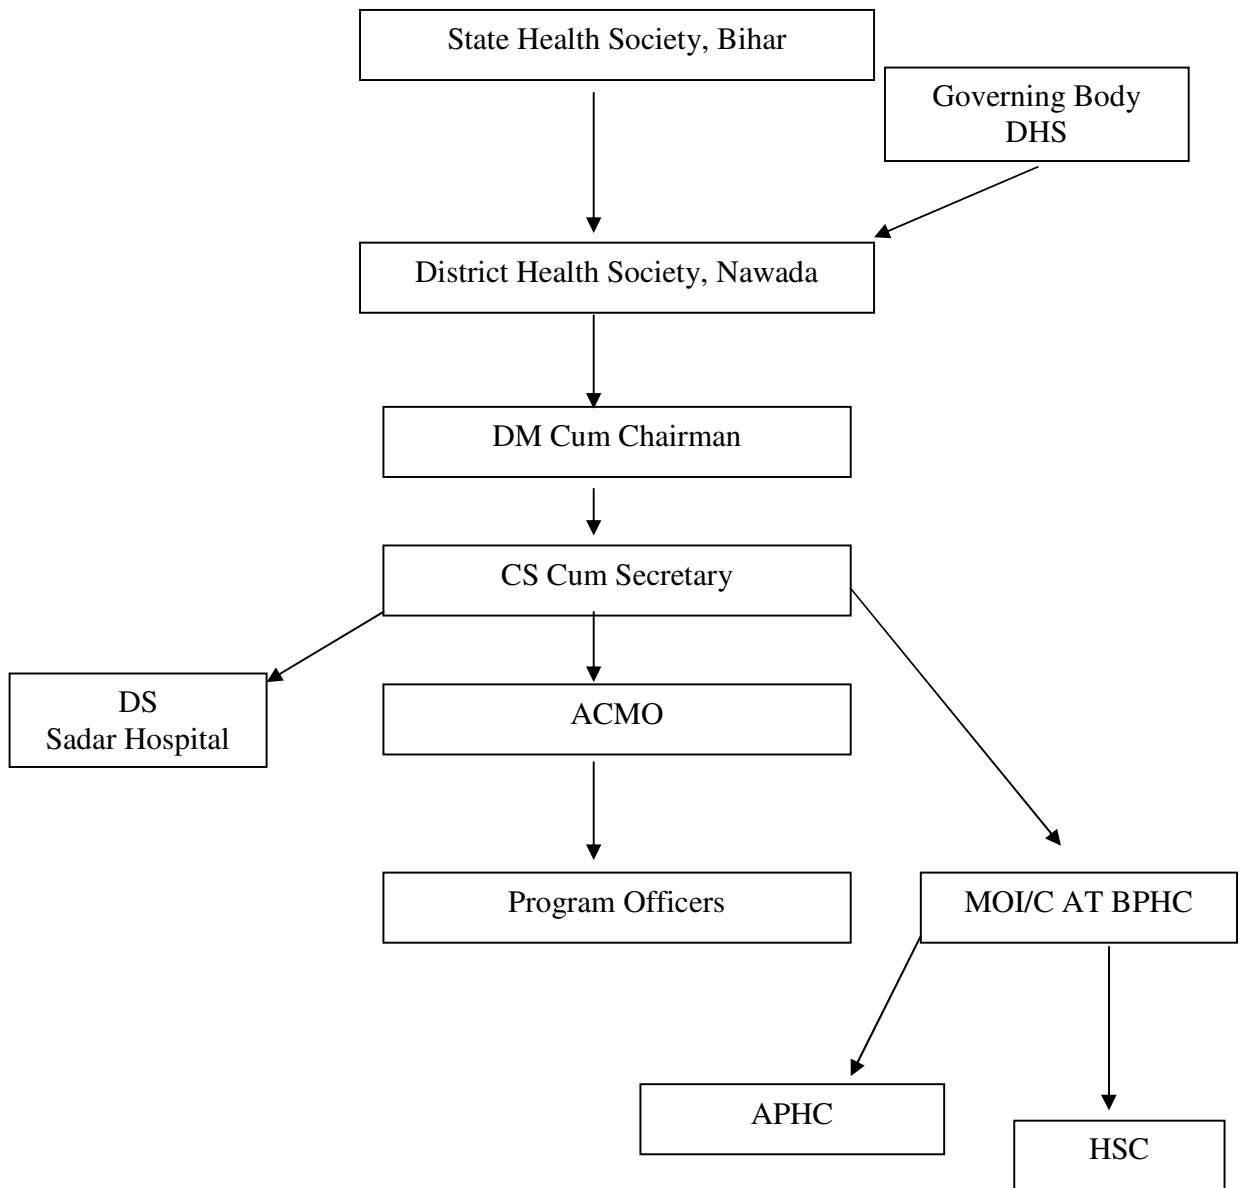 State Health Society, Bihar
Governing Body
DHS
District Health Society, Nawada
DM Cum Chairman
CS Cum Secretary
DS
Sadar Hospital
ACMO
Program Officers
MOI/C AT BPHC
APHC
HSC